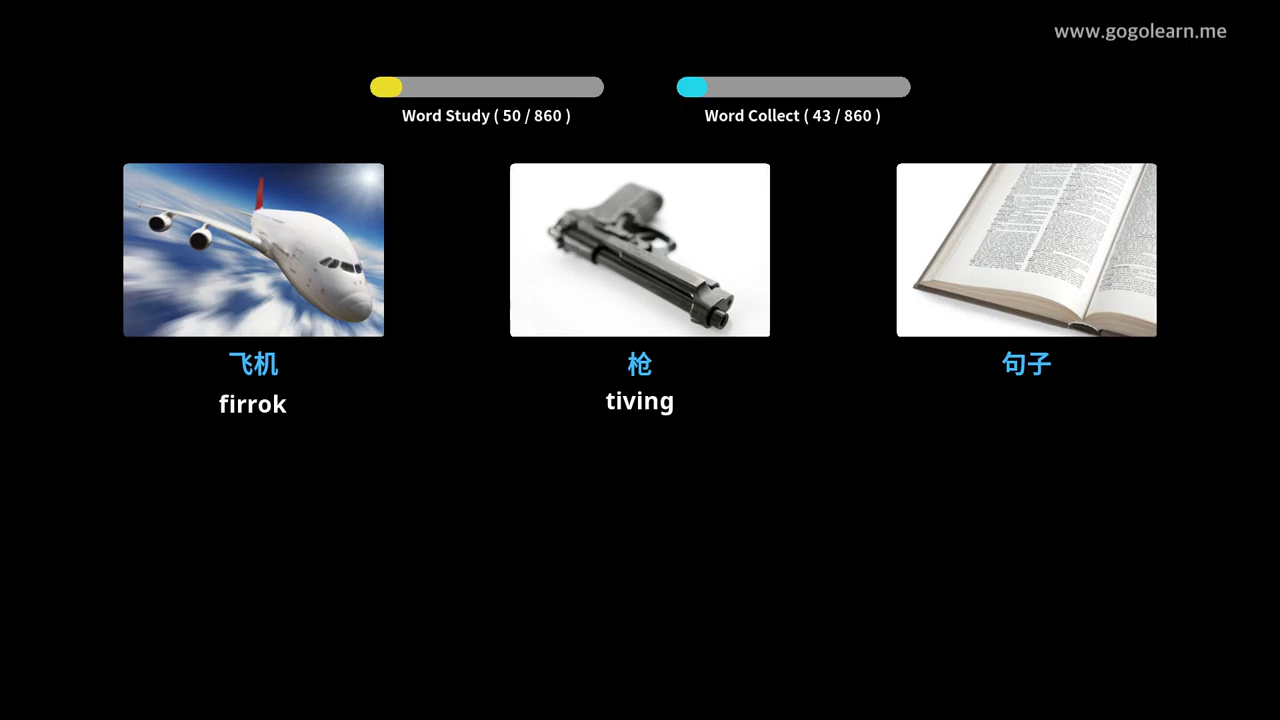 www.gogolearn.me
Word Study ( 50 / 860 )
Word Collect ( 43 / 860 )
飞机
枪
句子
firrok
tiving